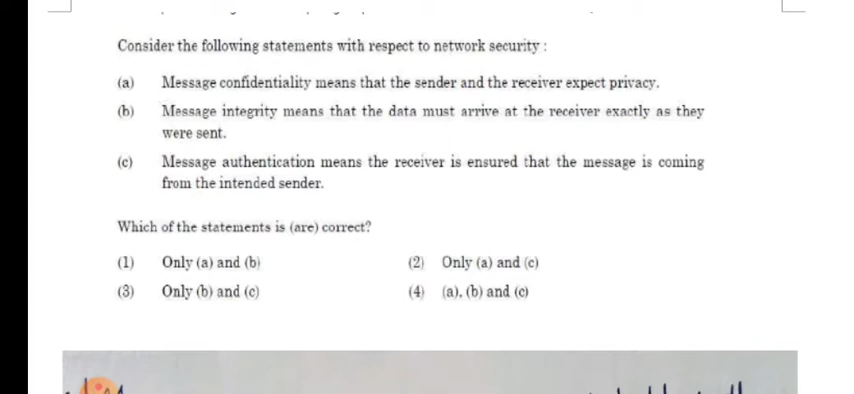 Consider the following statements with respect to network security :
(a) Message confidentiality means that the sender and the receiver expect privacy.
(b) Message integrity means that the data must arrive at the receiver exactly as they
were sent.
(c) Message authentication means the receiver is ensured that the message is coming
from the intended sender.
Which of the statements is (are) correct?
(1) Only (a) and (b) (2) Only (a) and (c)
(3) Only (b) and (c) (4) (a), (b) and (c)